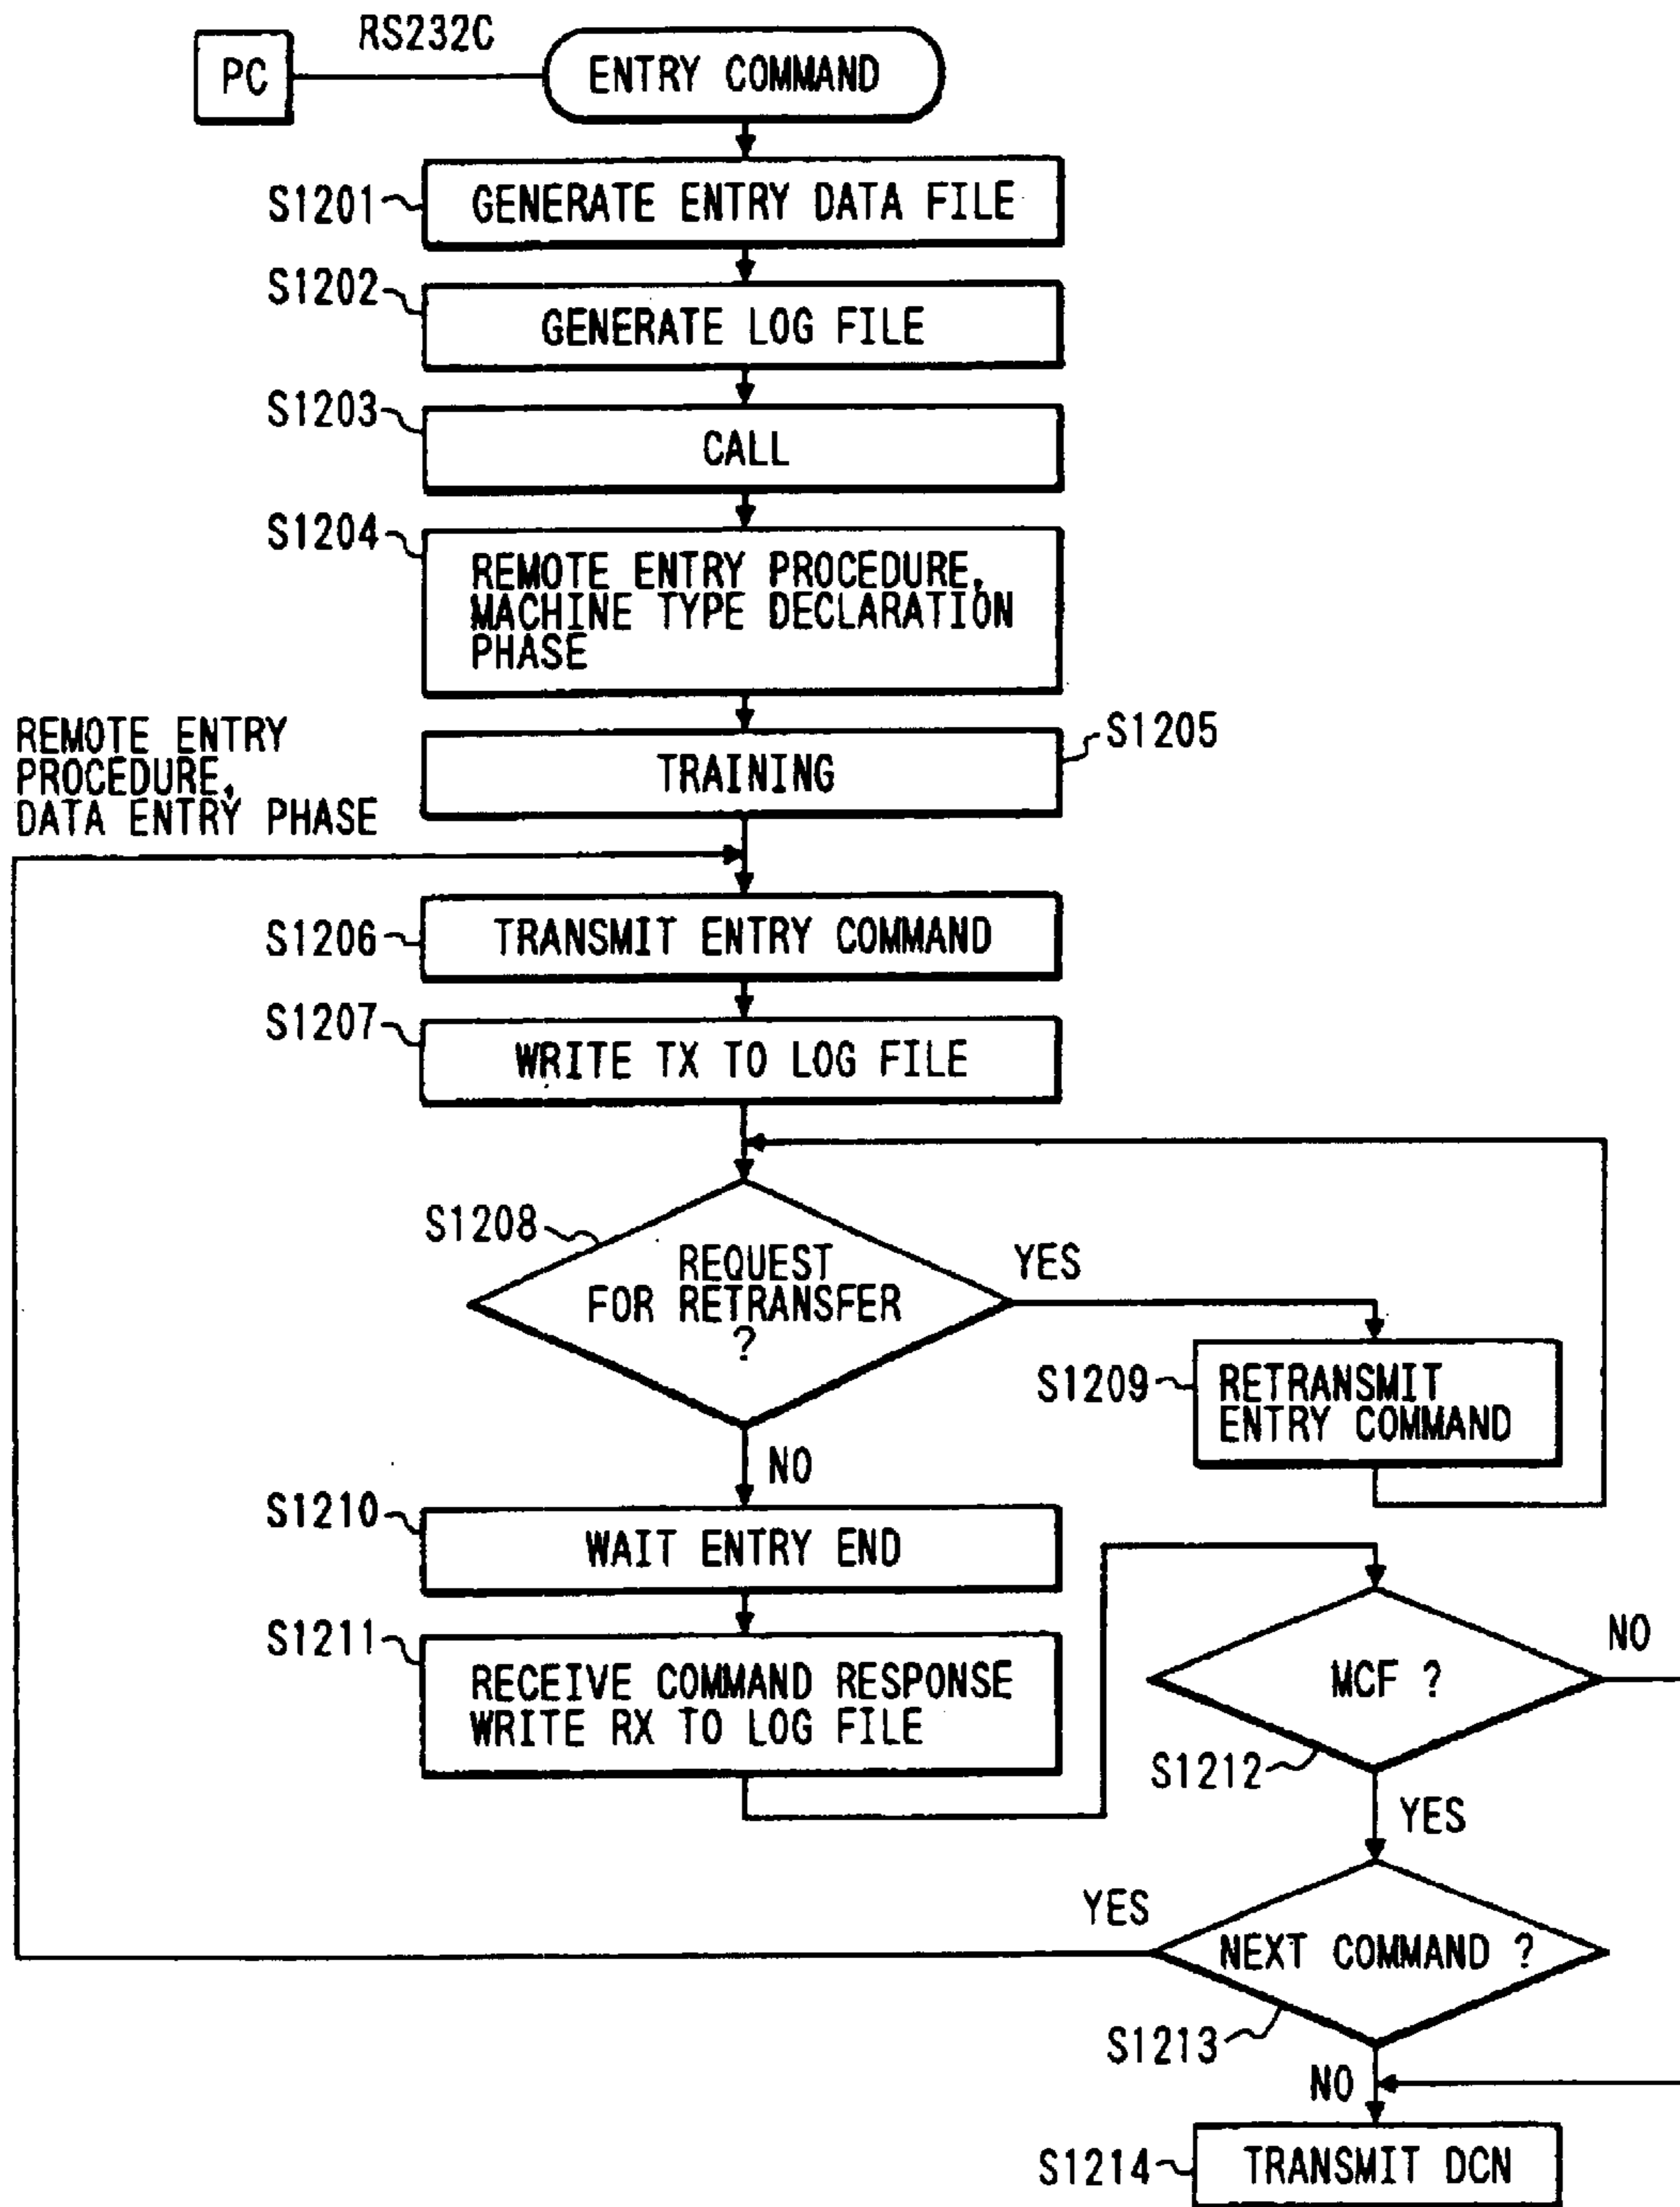 RS232C
PC
ENTRY COMMAND
S1201
GENERATE ENTRY DATA FILE
S1202
GENERATE LOG FILE
S1203
CALL
S1204
REMOTE ENTRY PROCEDURE,
MACHINE TYPE DECLARATION
PHASE
REMOTE ENTRY
PROCEDURE,
DATA ENTRY PHASE
TRAINING
S1205
S1206
TRANSMIT ENTRY COMMAND
S1207
WRITE TX TO LOG FILE
S1208
REQUEST
FOR RETRANSFER
?
YES
S1209
RETRANSMIT
ENTRY COMMAND
NO
S1210
WAIT ENTRY END
S1211
RECEIVE COMMAND RESPONSE
WRITE RX TO LOG FILE
MCF ?
NO
S1212
YES
YES
NEXT COMMAND ?
S1213
NO
S1214
TRANSMIT DCN